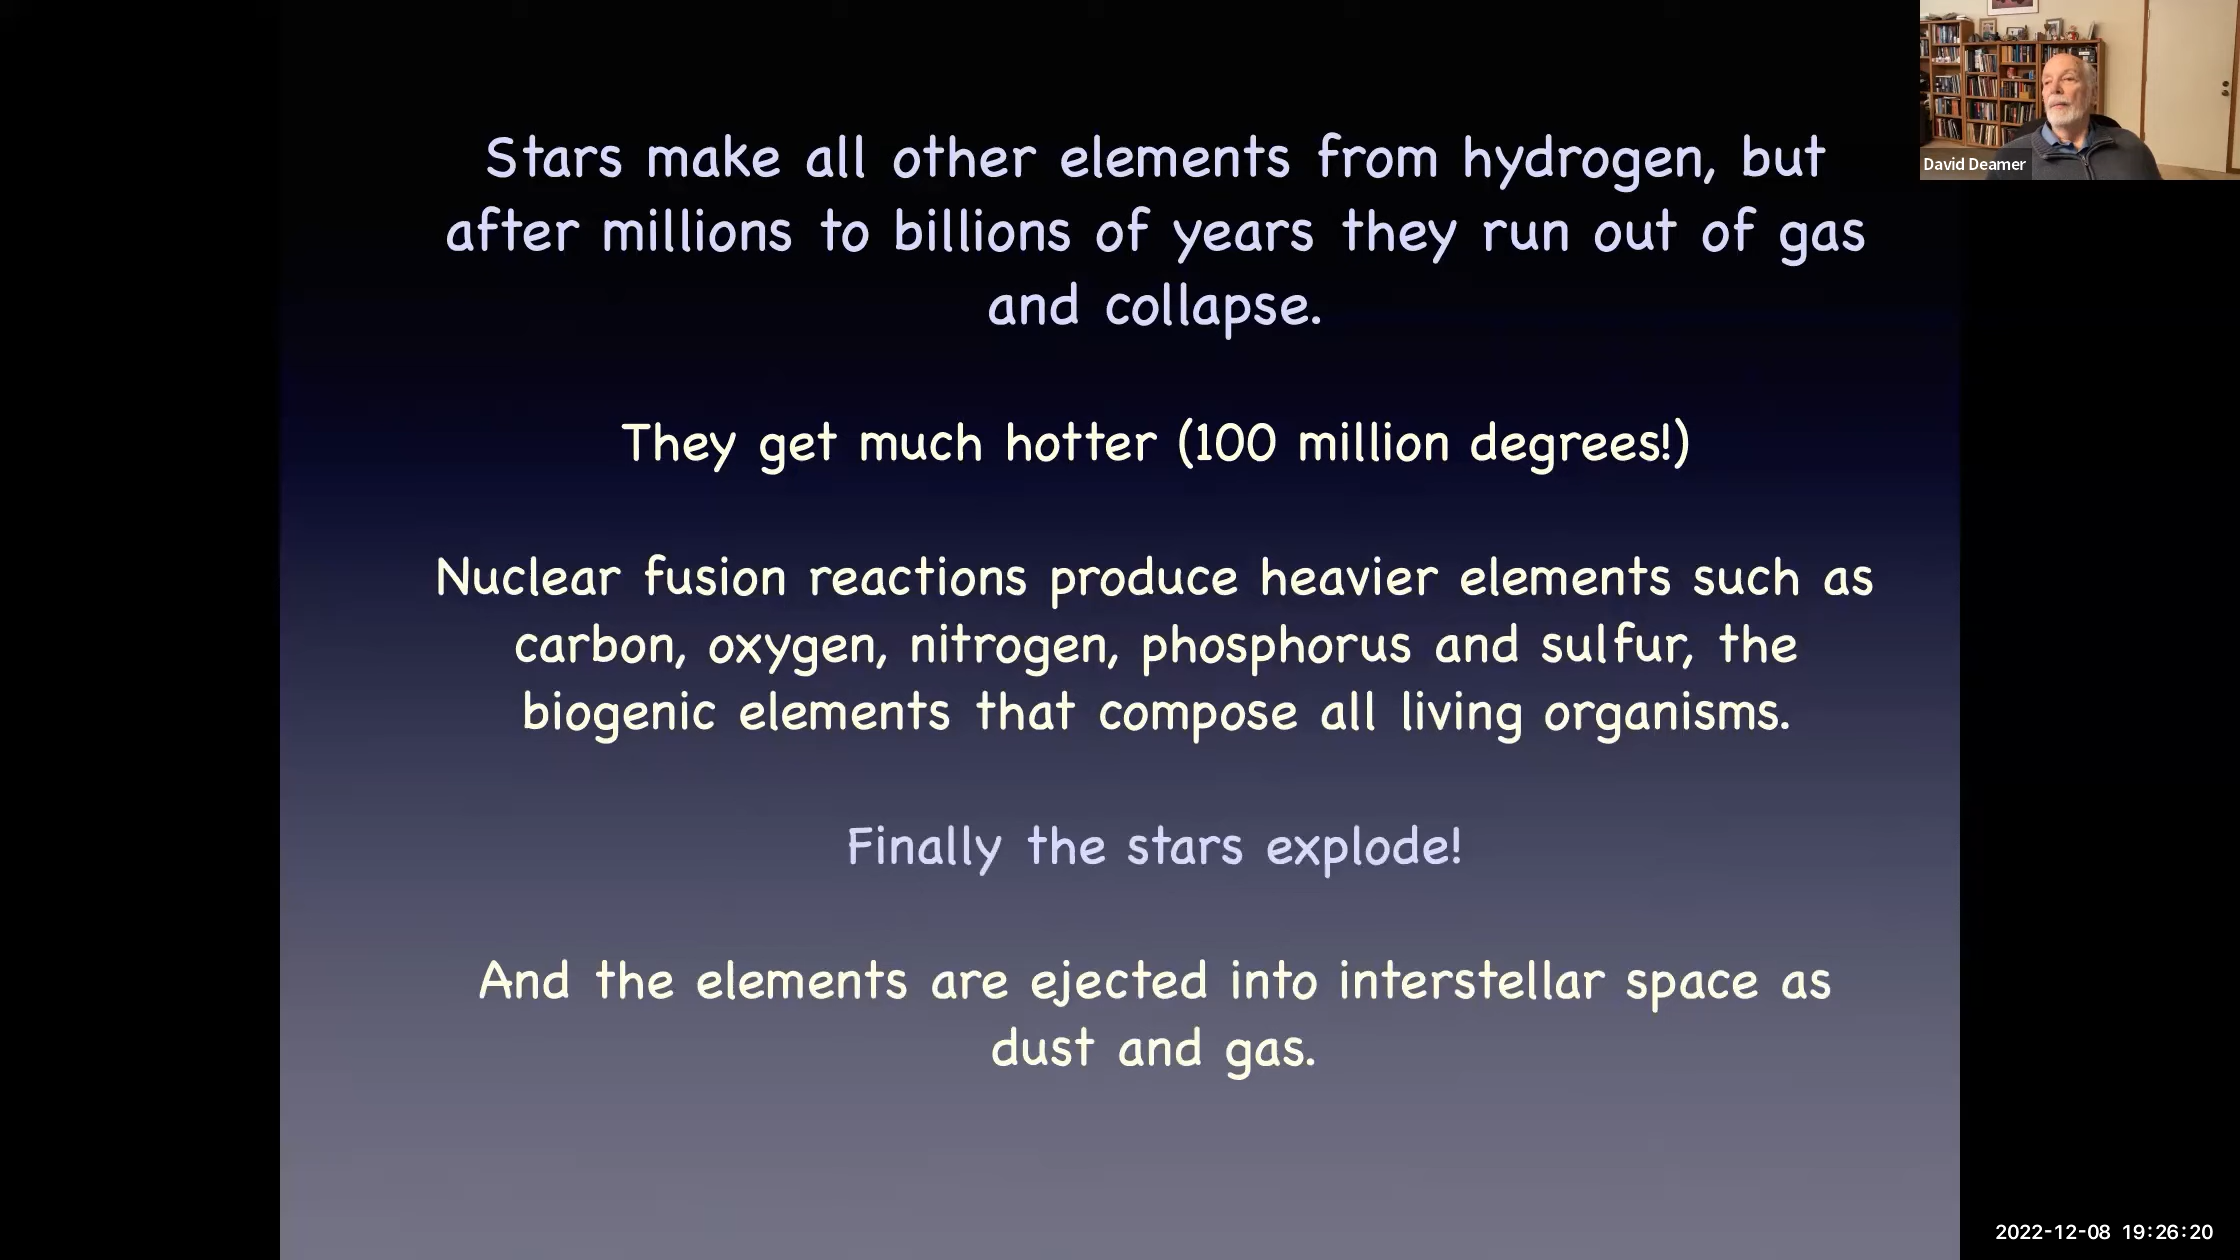 Stars make all other elements from hydrogen, but
after millions to billions of years they run out of gas
and collapse.
They get much hotter (100 million degrees!)
Nuclear fusion reactions produce heavier elements such as
carbon, oxygen, nitrogen, phosphorus and sulfur, the
biogenic elements that compose all living organisms.
Finally the stars explode!
And the elements are ejected into interstellar space as
dust and gas.
David Deamer
2022-12-08 19:26:20